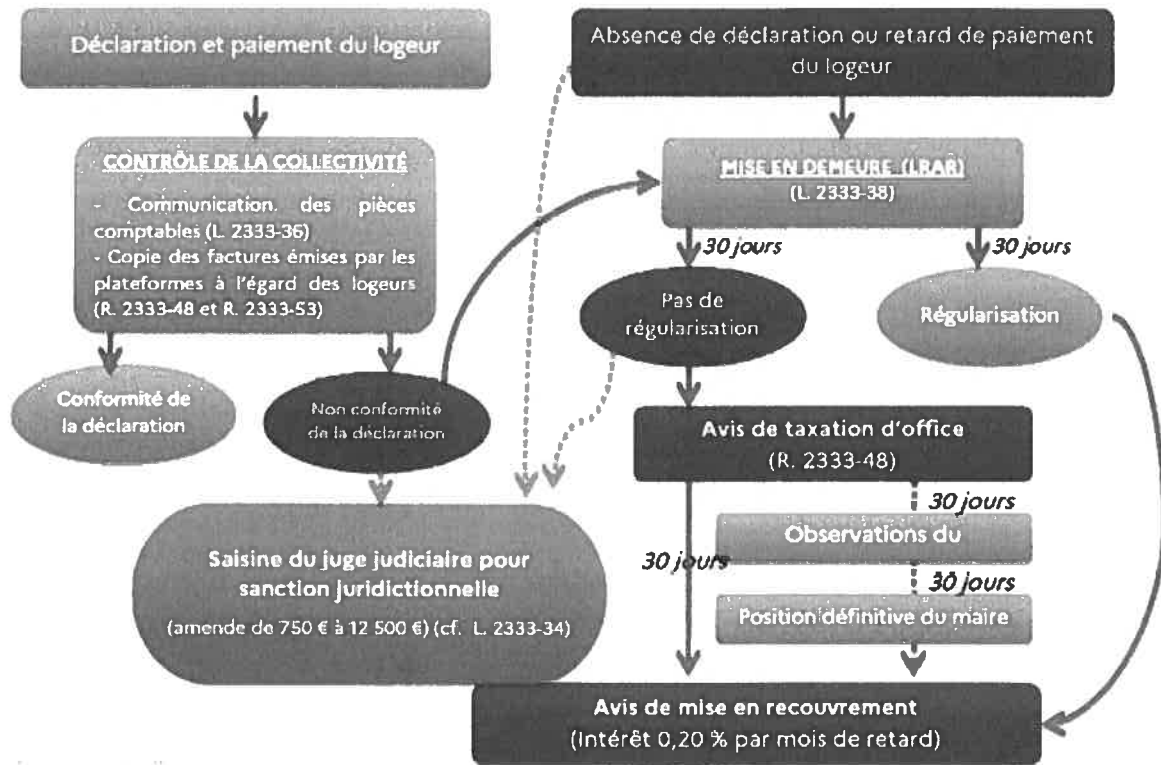 Déclaration et paiement du logeur
Absence de déclaration ou retard de paiement
du logeur
CONTRÔLE DE LA COLLECTIVITÉ
- Communication des pièces
comptables (L. 2333-36)
- Copie des factures émises par les
plateformes à l'égard des logeurs
(R. 2333-48 et R. 2333-53)
MISE EN DEMEURE (LRAR)
(L. 2333-38)
30 jours
30 jours
Pas de
régularisation
Régularisation
Conformité de
la déclaration
Non conformité
de la déclaration
Avis de taxation d'office
(R. 2333-48)
30 jours
Observations du
30 jours
30 jours
Position définitive du maire
Saisine du juge judiciaire pour
sanction juridictionnelle
(amende de 750 € à 12 500 €) (cf. L. 2333-34)
Avis de mise en recouvrement
(Intérêt 0,20 % par mois de retard)